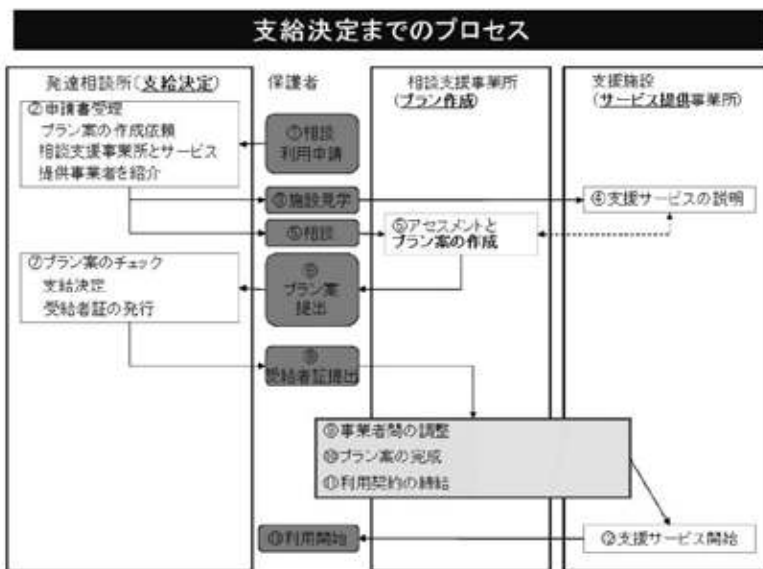 支給決定までのプロセス
発達相談所(支給決定)
保護者
相談支援事業所
(プラン作成)
支援施設
(サービス提供事業所)
②申請書受理
プラン案の作成依頼
相談支援事業所とサービス
提供事業者を紹介
①相談
利用申請
③施設見学
④支援サービスの説明
⑤相談
⑤アセスメントと
プラン案の作成
⑦プラン案のチェック
支給決定
受給者証の発行
⑥
プラン案
提出
受給者証提出
⑨事業者間の調整
⑩プラン案の完成
⑪利用契約の締結
利用開始
⑫支援サービス開始